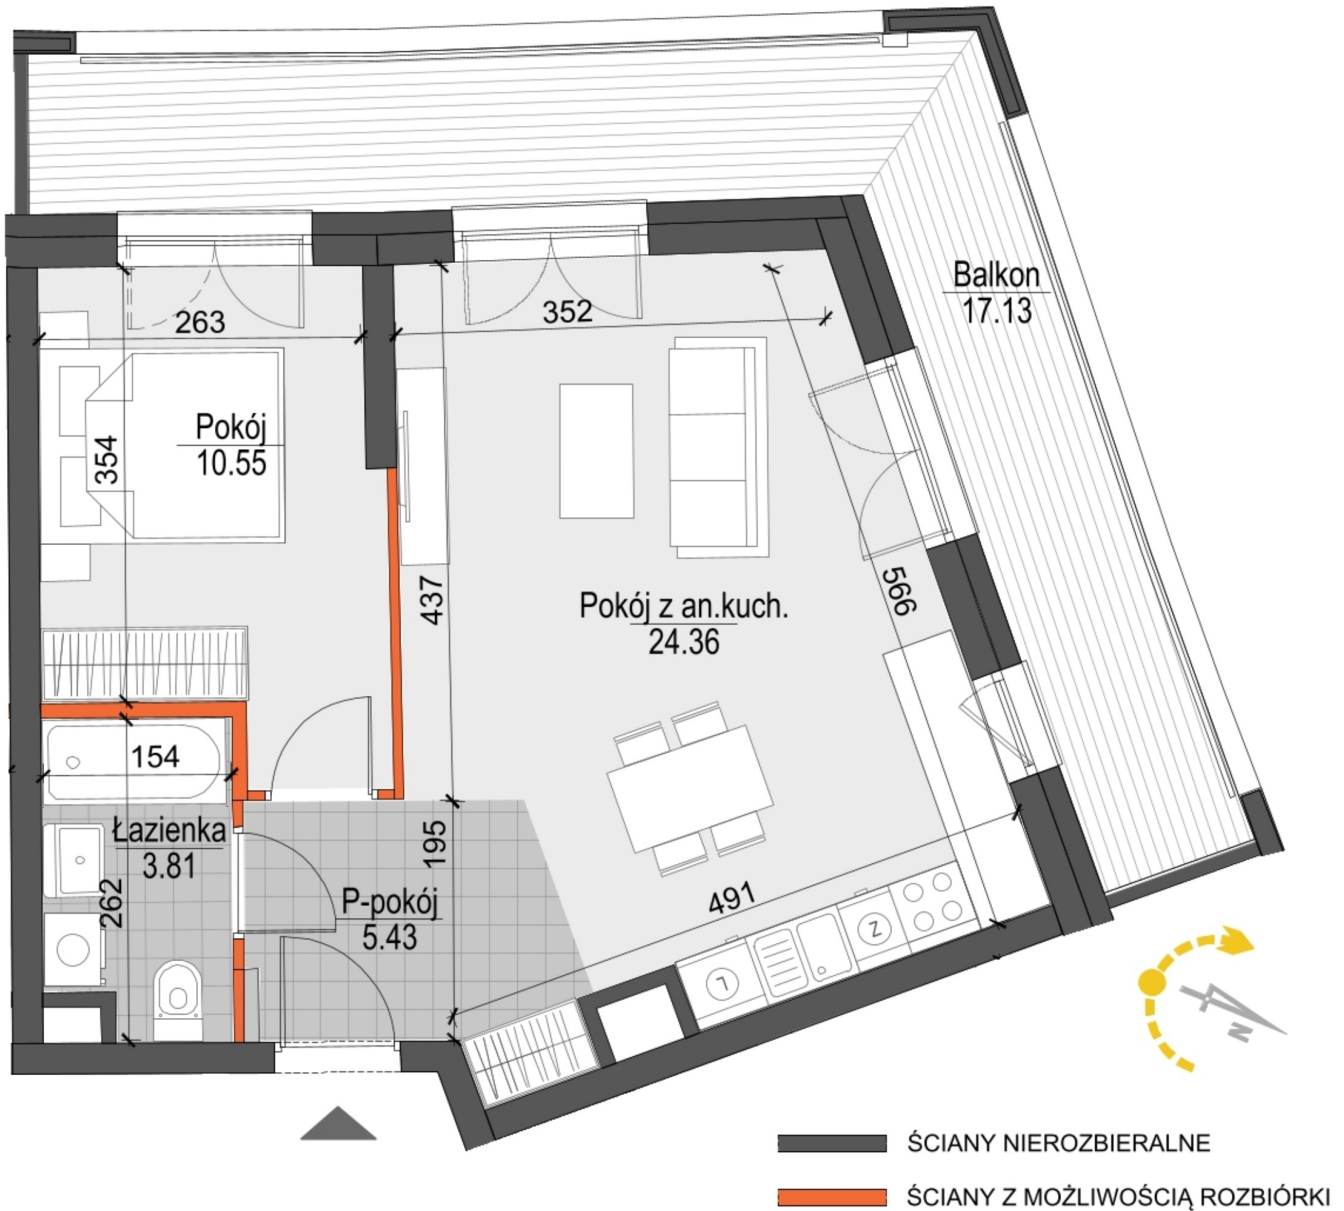 Balkon
17.13
263
352
Pokój
10.55
354
437
566
Pokój z an.kuch.
24.36
154
Łazienka
3.81
262
195
P-pokój
5.43
491
Z
L
N
ŚCIANY NIEROZBIERALNE
ŚCIANY Z MOŻLIWOŚCIĄ ROZBIÓRKI